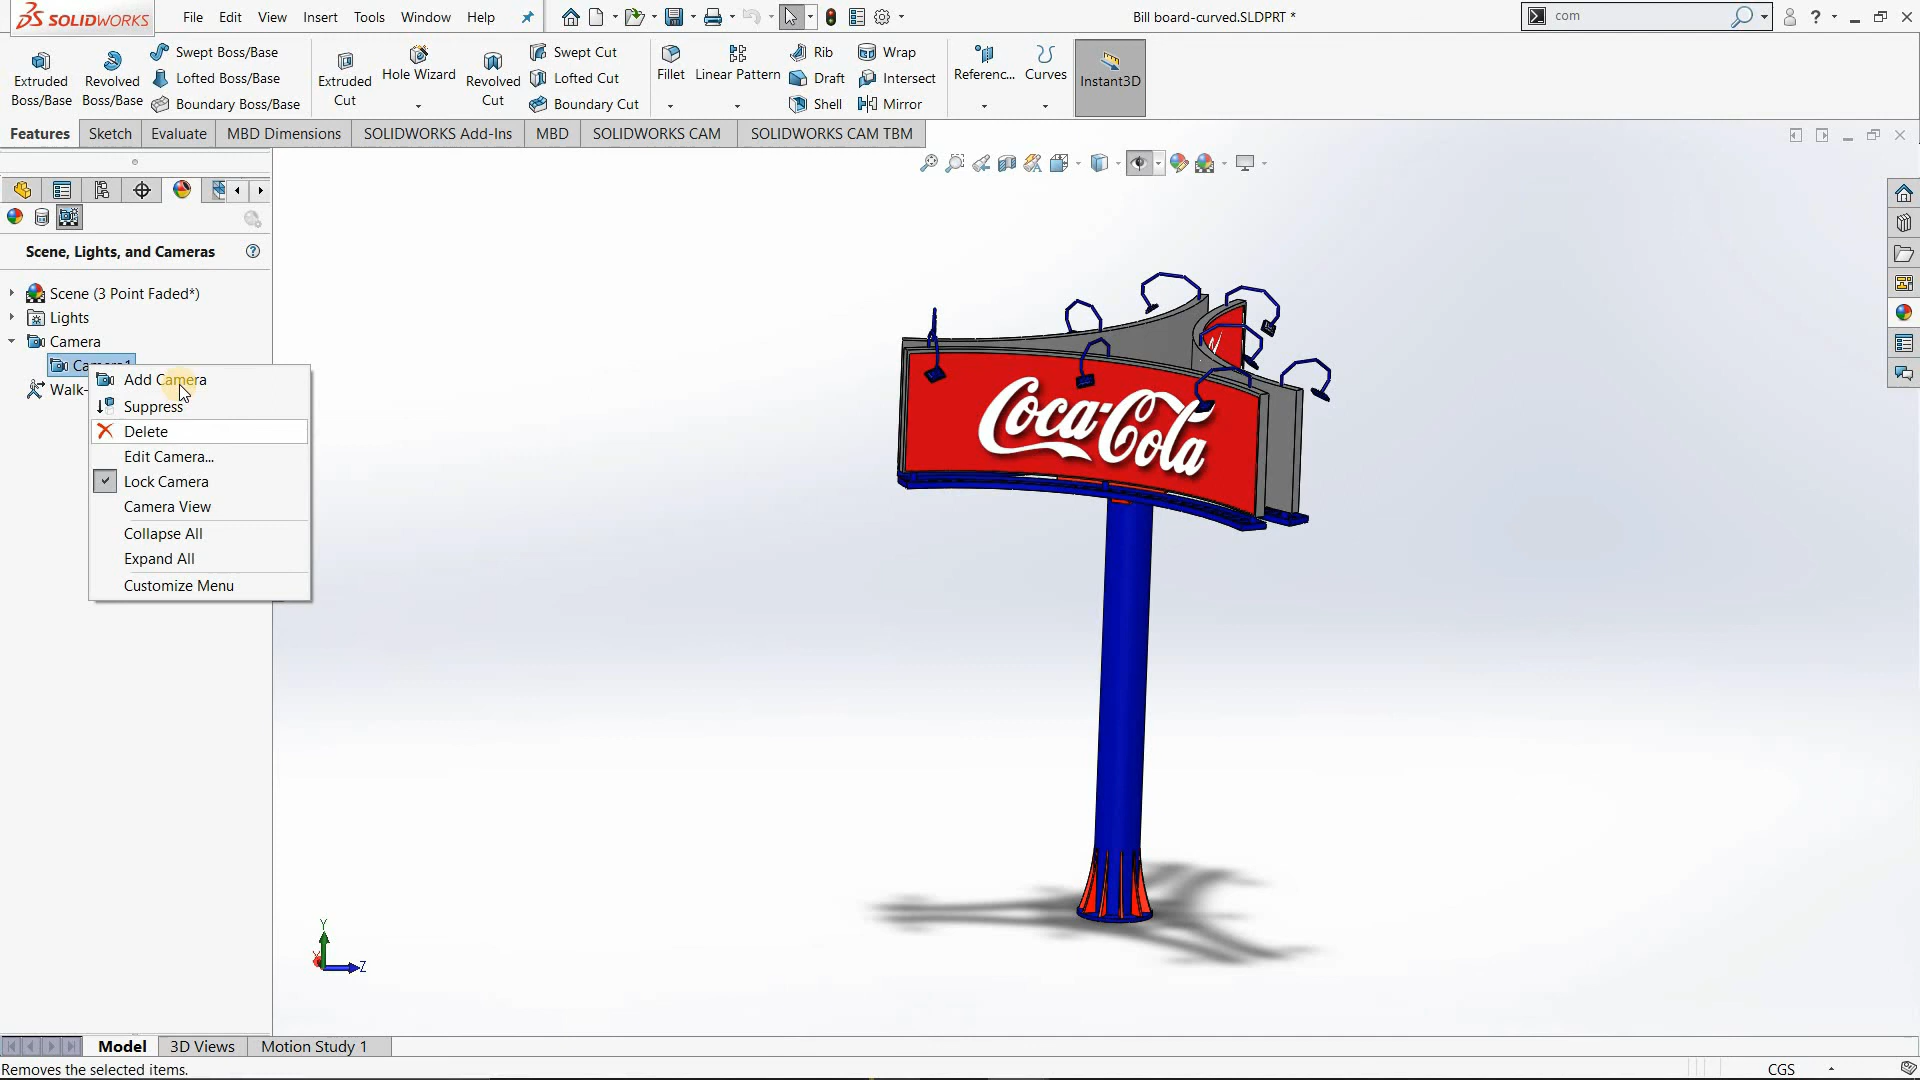 SOLIDWORKS File Edit View Insert Tools Window Help Bill board-curved.SLDPRT * com ?
Extruded Boss/Base
Revolved Boss/Base
Swept Boss/Base
Lofted Boss/Base
Boundary Boss/Base
Extruded Cut
Hole Wizard
Revolved Cut
Swept Cut
Lofted Cut
Boundary Cut
Fillet
Linear Pattern
Rib
Draft
Shell
Wrap
Intersect
Mirror
Referenc...
Curves
Instant3D
Features Sketch Evaluate MBD Dimensions SOLIDWORKS Add-Ins MBD SOLIDWORKS CAM SOLIDWORKS CAM TBM
Scene, Lights, and Cameras ?
Scene (3 Point Faded*)
Lights
Camera
Walk-
Add Camera
Suppress
Delete
Edit Camera...
Lock Camera
Camera View
Collapse All
Expand All
Customize Menu
Coca-Cola
Y
Z
Model 3D Views Motion Study 1
Removes the selected items. CGS